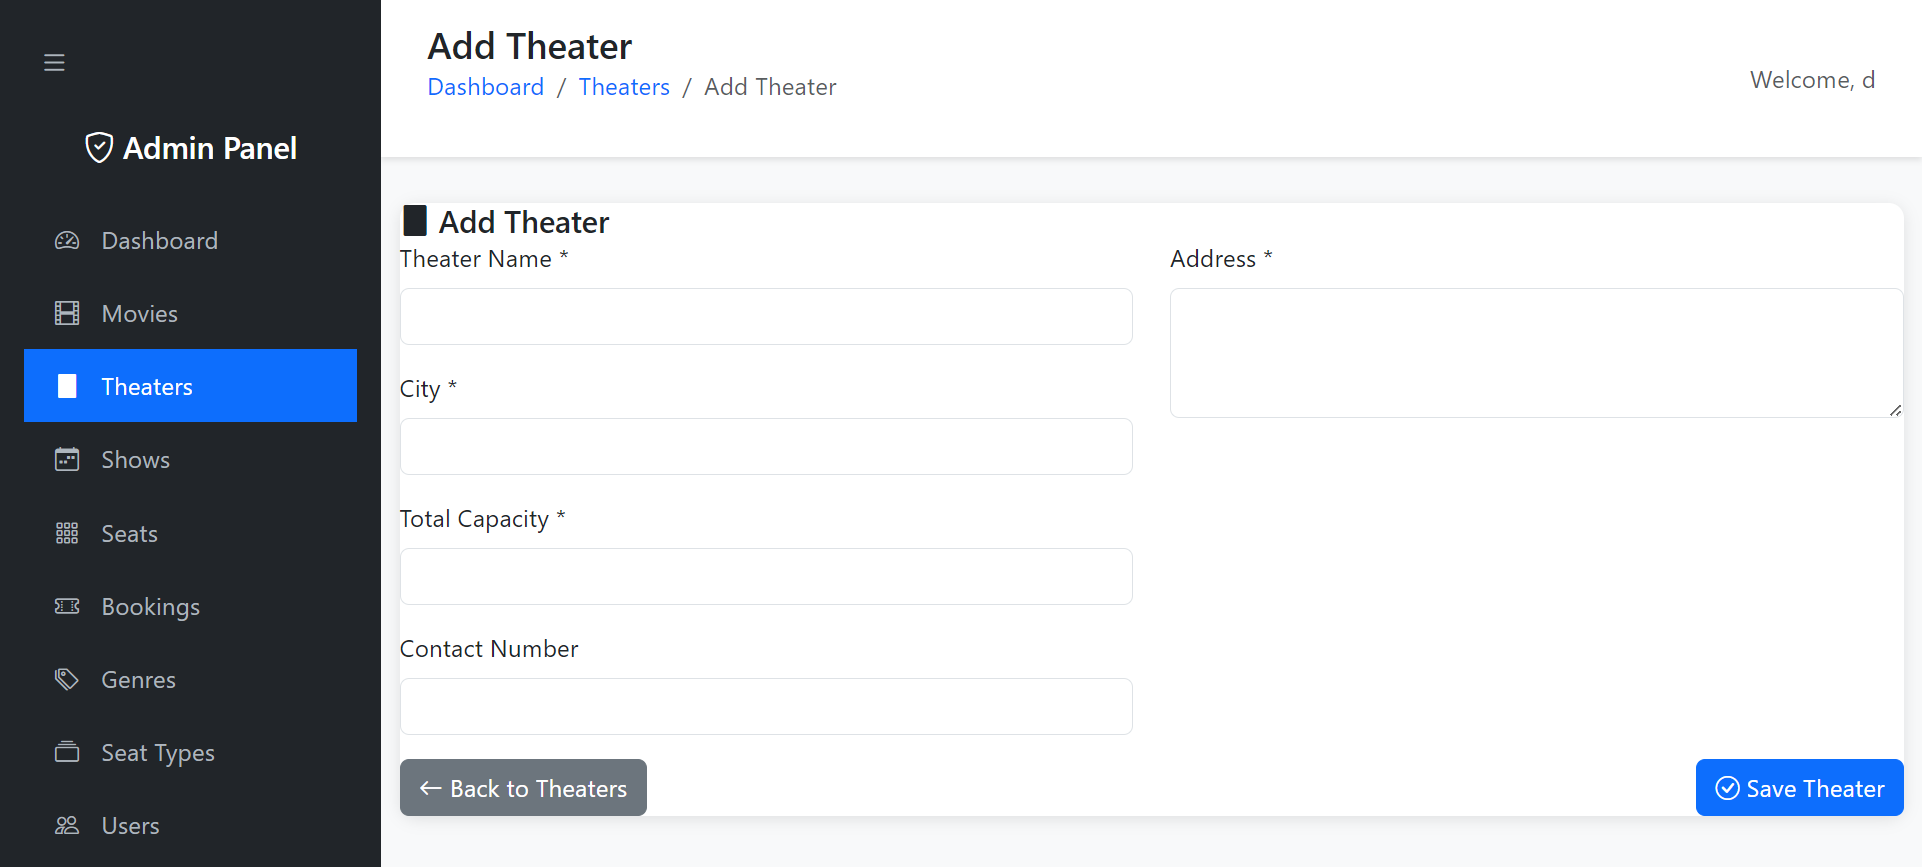 Admin Panel
Dashboard
Movies
Theaters
Shows
Seats
Bookings
Genres
Seat Types
Users
Add Theater
Dashboard / Theaters / Add Theater
Welcome, d
Add Theater
Theater Name *
Address *
City *
Total Capacity *
Contact Number
Back to Theaters
Save Theater